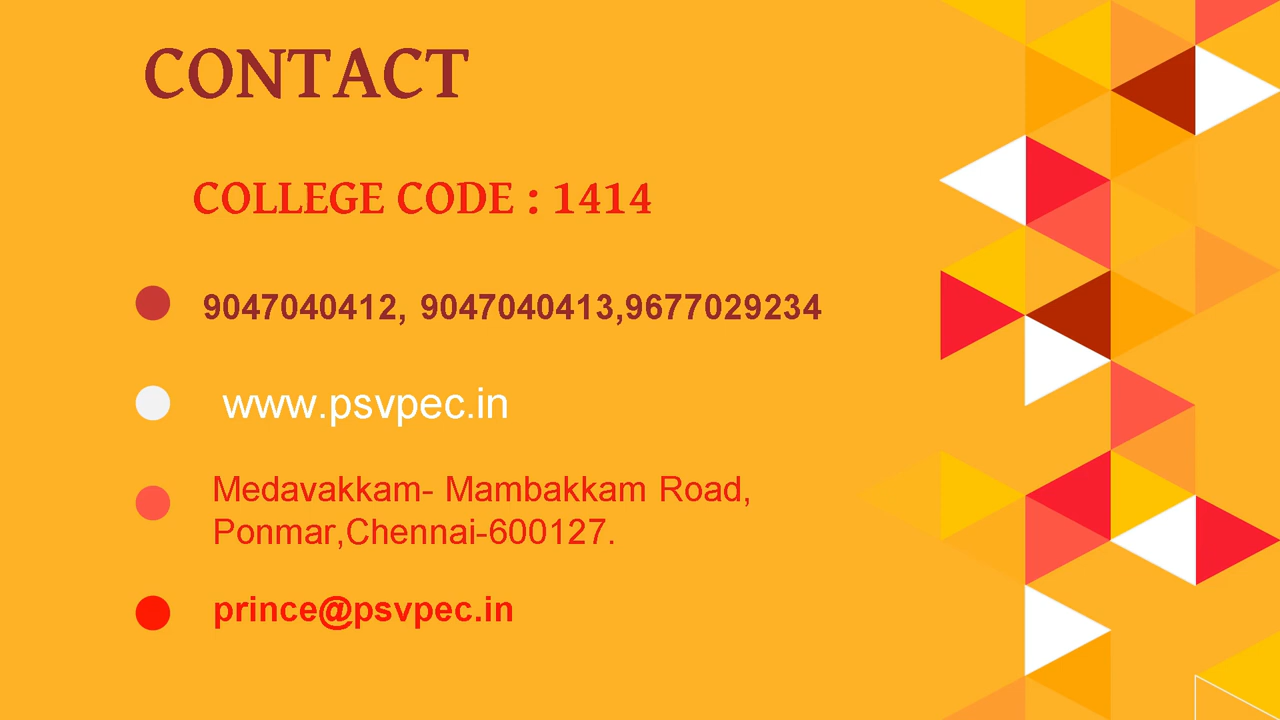 CONTACT
COLLEGE CODE : 1414
9047040412, 9047040413,9677029234
www.psvpec.in
Medavakkam- Mambakkam Road,
Ponmar,Chennai-600127.
prince@psvpec.in